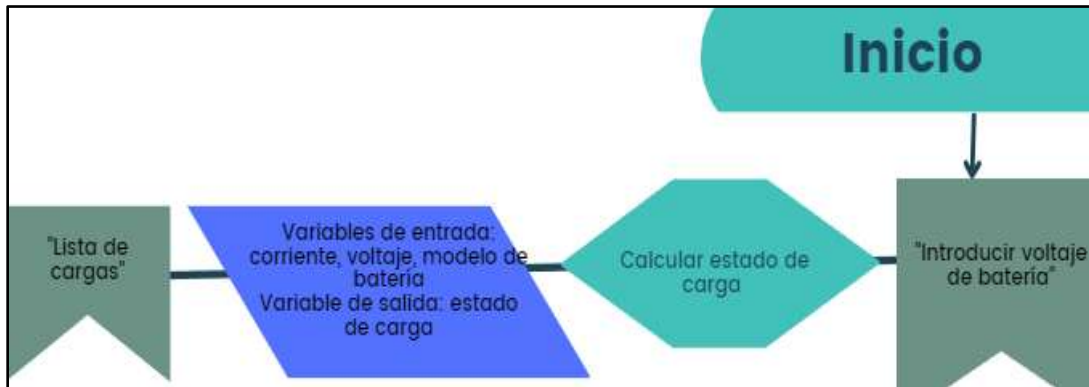 Inicio
"Lista de
cargas"
Variables de entrada:
corriente, voltaje, modelo de
batería
Variable de salida: estado
de carga
Calcular estado de
carga
"Introducir voltaje
de batería"